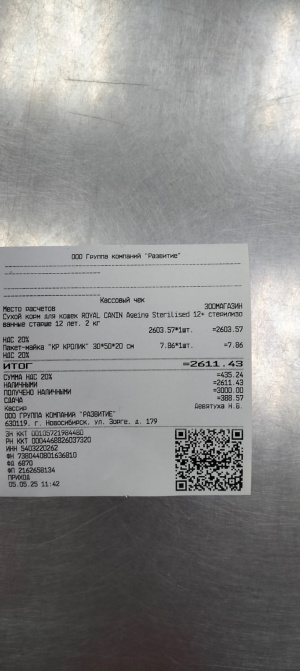 ООО Группа компаний "Развитие"
Кассовый чек
Место расчетов ЗООМАГАЗИН
Сухой корм для кошек ROYAL CANIN Ageing Sterilised 12+ стерилизо
ванные старше 12 лет. 2 кг
2603.57*1шт. =2603.57
НДС 20%
Пакет-майка "КР КРОЛИК" 30*50*20 см 7.86*1шт. =7.86
НДС 20%
ИТОГ =2611.43
СУММА НДС 20% =435.24
НАЛИЧНЫМИ =2611.43
ПОЛУЧЕНО НАЛИЧНЫМИ =3000.00
СДАЧА =388.57
Кассир Девятуха Н.В.
ООО ГРУППА КОМПАНИЙ "РАЗВИТИЕ"
630119, г. Новосибирск, ул. Зорге, д. 179
ЗН ККТ 00105721984480
РН ККТ 0004468826037320
ИНН 5403220262
ФН 7380440801636810
ФД 6870
ФП 2162658134
ПРИХОД
05.05.25 11:42